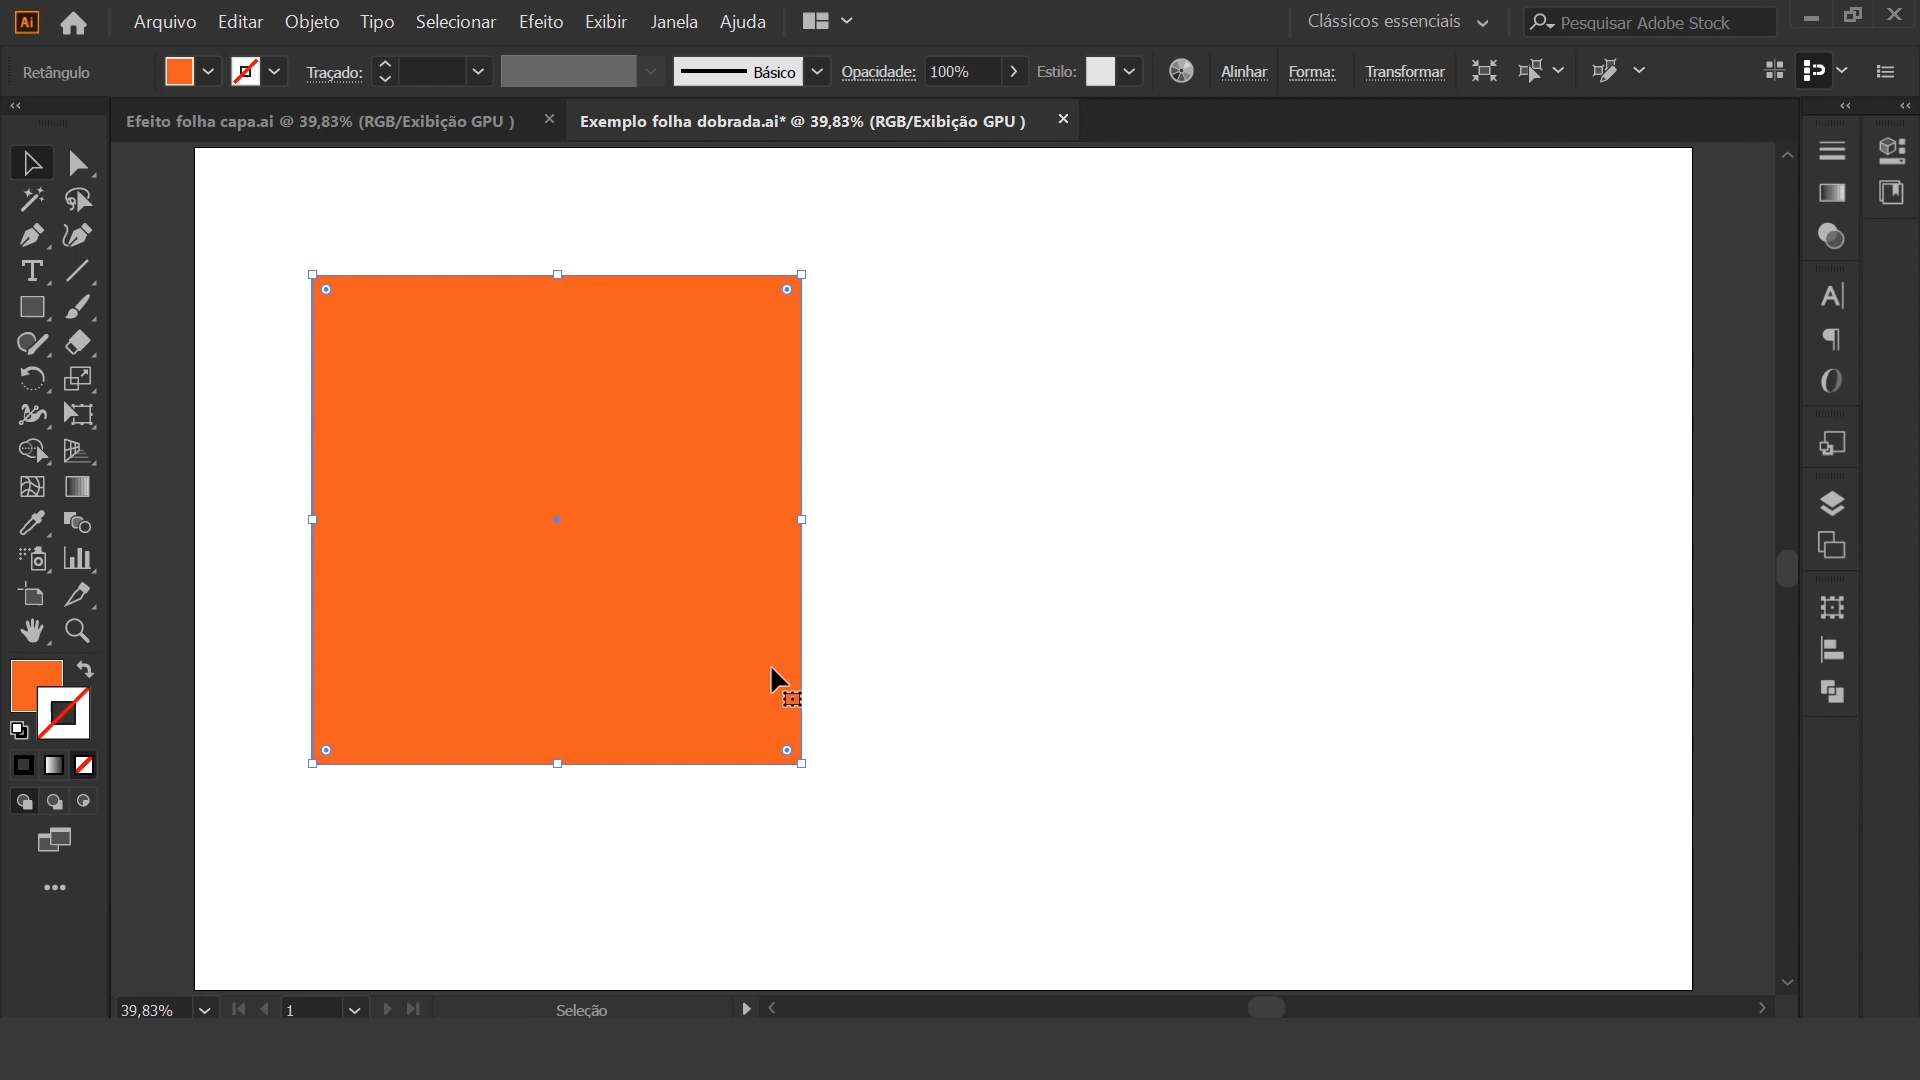 Ai
Arquivo Editar Objeto Tipo Selecionar Efeito Exibir Janela Ajuda
Clássicos essenciais
Pesquisar Adobe Stock
Retângulo
Traçado:
Básico
Opacidade: 100%
Estilo:
Alinhar
Forma:
Transformar
Efeito folha capa.ai @ 39,83% (RGB/Exibição GPU )
Exemplo folha dobrada.ai* @ 39,83% (RGB/Exibição GPU )
39,83%
1
Seleção